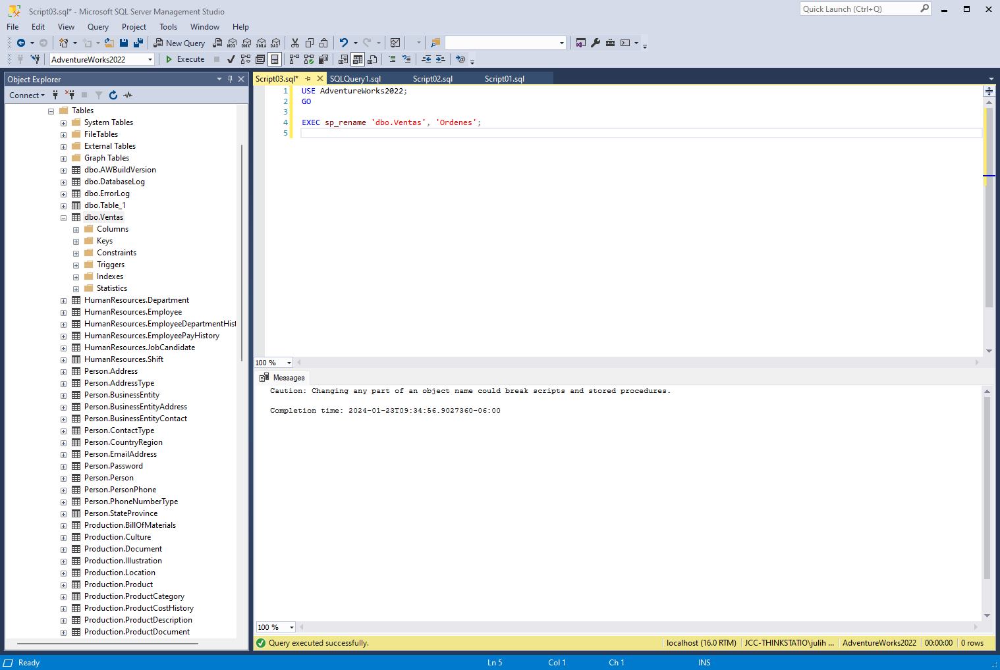 Script03.sql* - Microsoft SQL Server Management Studio
Quick Launch (Ctrl+Q)
File Edit View Query Project Tools Window Help
New Query MDX DMX XMLA DAX
AdventureWorks2022 Execute
Object Explorer
Connect
Tables
System Tables
FileTables
External Tables
Graph Tables
dbo.AWBuildVersion
dbo.DatabaseLog
dbo.ErrorLog
dbo.Table_1
dbo.Ventas
Columns
Keys
Constraints
Triggers
Indexes
Statistics
HumanResources.Department
HumanResources.Employee
HumanResources.EmployeeDepartmentHist
HumanResources.EmployeePayHistory
HumanResources.JobCandidate
HumanResources.Shift
Person.Address
Person.AddressType
Person.BusinessEntity
Person.BusinessEntityAddress
Person.BusinessEntityContact
Person.ContactType
Person.CountryRegion
Person.EmailAddress
Person.Password
Person.Person
Person.PersonPhone
Person.PhoneNumberType
Person.StateProvince
Production.BillOfMaterials
Production.Culture
Production.Document
Production.Illustration
Production.Location
Production.Product
Production.ProductCategory
Production.ProductCostHistory
Production.ProductDescription
Production.ProductDocument
Script03.sql* SQLQuery1.sql Script02.sql Script01.sql
1 USE AdventureWorks2022;
2 GO
3
4 EXEC sp_rename 'dbo.Ventas', 'Ordenes';
5
100 %
Messages
Caution: Changing any part of an object name could break scripts and stored procedures.
Completion time: 2024-01-23T09:34:56.9027360-06:00
100 %
Query executed successfully. localhost (16.0 RTM) JCC-THINKSTATIO\julih ... AdventureWorks2022 00:00:00 0 rows
Ready Ln 5 Col 1 Ch 1 INS